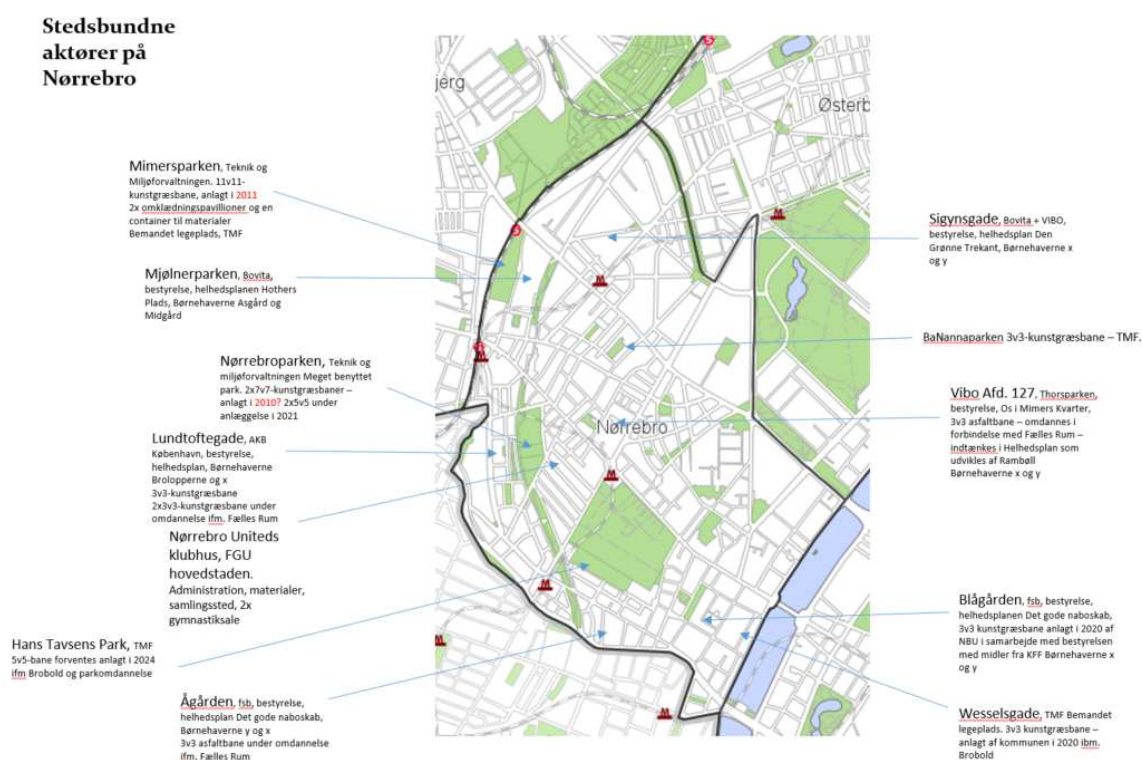 Stedsbundne
aktører på
Nørrebro
Mimersparken, Teknik og
Miljøforvaltningen. 11v11-
kunstgræsbane, anlagt i 2011
2x omklædningspavillioner og en
container til materialer
Bemandet legeplads, TMF
Mjølnerparken, Bovita,
bestyrelse, helhedsplanen Hothers
Plads, Børnehaverne Asgård og
Midgård
Nørrebroparken, Teknik og
miljøforvaltningen Meget benyttet
park. 2x7v7-kunstgræsbaner –
anlagt i 2010? 2x5v5 under
anlæggelse i 2021
Lundtoftegade, AKB
København, bestyrelse,
helhedsplan, Børnehaverne
Brolopperne og x
3v3-kunstgræsbane
2x3v3-kunstgræsbane under
omdannelse ifm. Fælles Rum
Nørrebro Uniteds
klubhus, FGU
hovedstaden.
Administration, materialer,
samlingssted, 2x
gymnastiksale
Hans Tavsens Park, TMF
5v5-bane forventes anlagt i 2024
ifm Brobold og parkomdannelse
Ågården, fsb, bestyrelse,
helhedsplan Det gode naboskab,
Børnehaverne y og x
3v3 asfaltbane under omdannelse
ifm. Fælles Rum
jerg
Østerb
Nørrebro
S
S
M
M
M
M
M
M
M
Sigynsgade, Bovita + VIBO,
bestyrelse, helhedsplan Den
Grønne Trekant, Børnehaverne x
og y
BaNannaparken 3v3-kunstgræsbane – TMF.
Vibo Afd. 127, Thorsparken,
bestyrelse, Os i Mimers Kvarter,
3v3 asfaltbane – omdannes i
forbindelse med Fælles Rum –
indtænkes i Helhedsplan som
udvikles af Rambøll
Børnehaverne x og y
Blågården, fsb, bestyrelse,
helhedsplanen Det gode naboskab,
3v3 kunstgræsbane anlagt i 2020 af
NBU i samarbejde med bestyrelsen
med midler fra KFF Børnehaverne x
og y
Wesselsgade, TMF Bemandet
legeplads. 3v3 kunstgræsbane –
anlagt af kommunen i 2020 ibm.
Brobold